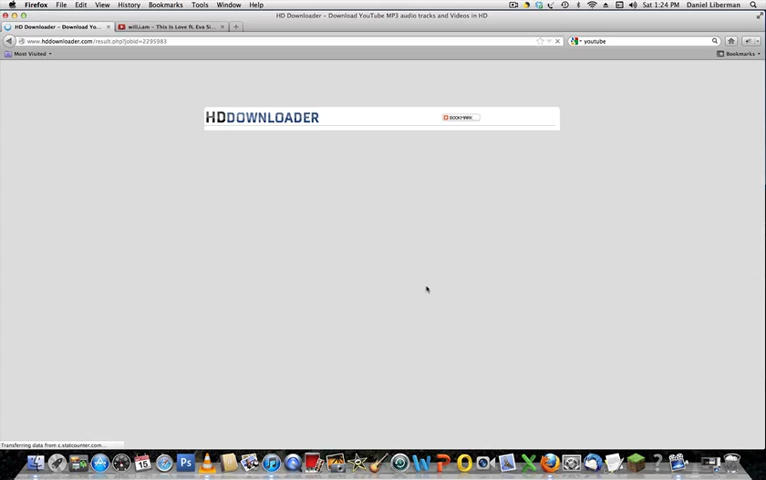 Firefox File Edit View History Bookmarks Tools Window Help Sat 1:24 PM Daniel Liberman
HD Downloader – Download YouTube MP3 audio tracks and Videos in HD
HD Downloader – Download Yo... will.i.am – This Is Love ft. Eva Si...
www.hddownloader.com/result.php?jobid=2295983 youtube
Most Visited Bookmarks
HDDOWNLOADER BOOKMARK
Transferring data from c.statcounter.com...
15 Ps